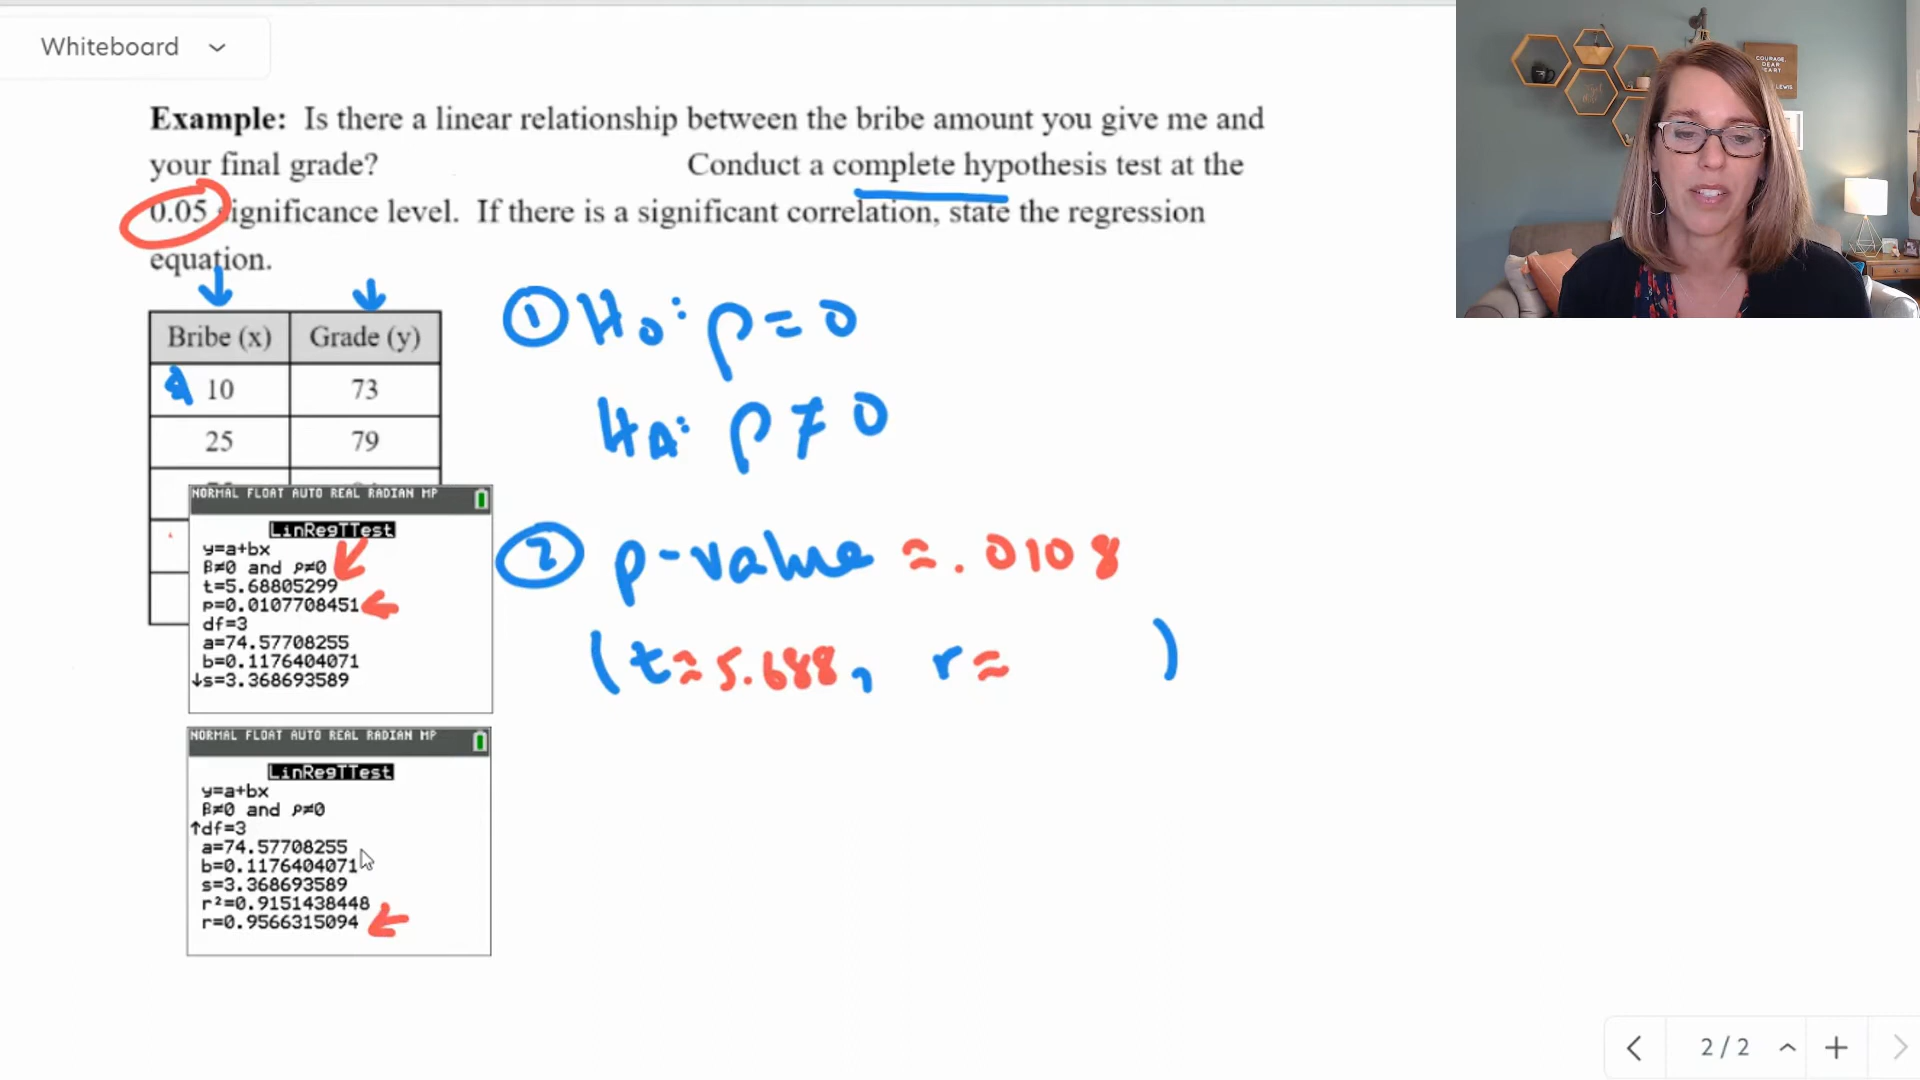 Whiteboard
Example: Is there a linear relationship between the bribe amount you give me and
your final grade? Conduct a complete hypothesis test at the
0.05 significance level. If there is a significant correlation, state the regression
equation.
Bribe (x) Grade (y)
10 73
25 79
① H₀: ρ = 0
Hₐ: ρ ≠ 0
② p-value ≈ .0108
(t ≈ 5.688, r ≈ )
NORMAL FLOAT AUTO REAL RADIAN MP
LinRegTTest
y=a+bx
β≠0 and ρ≠0
t=5.68805299
p=0.0107708451
df=3
a=74.57708255
b=0.1176404071
↓s=3.368693589
NORMAL FLOAT AUTO REAL RADIAN MP
LinRegTTest
y=a+bx
β≠0 and ρ≠0
↑df=3
a=74.57708255
b=0.1176404071
s=3.368693589
r²=0.9151438448
r=0.9566315094
COURAGE,
DEAR
HEART
LEWIS
2 / 2